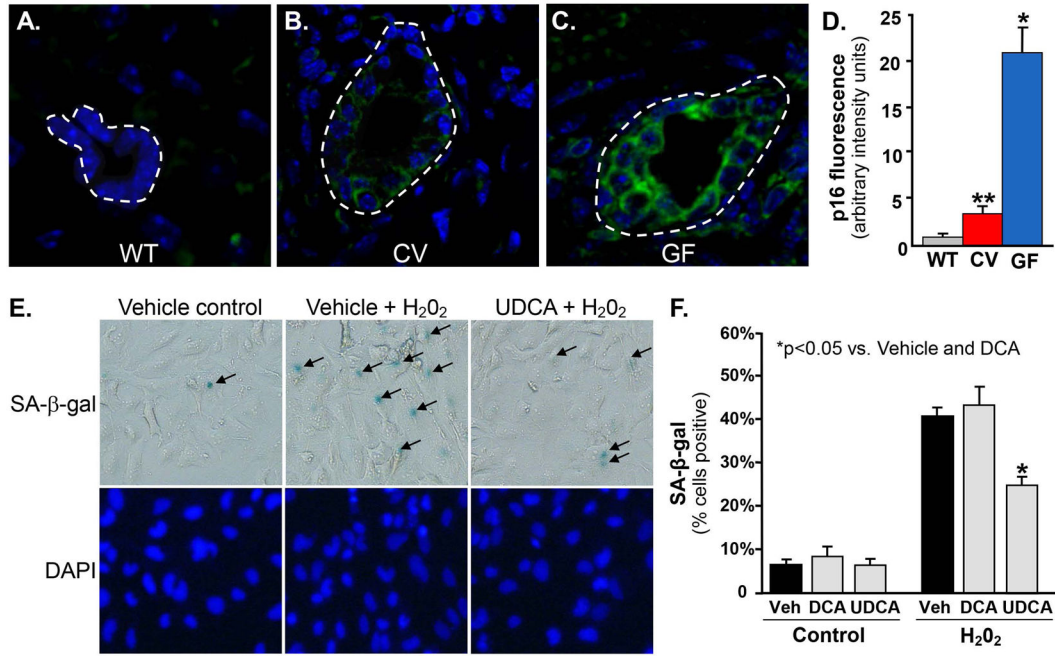 A.
WT
B.
CV
C.
GF
D.
p16 fluorescence
(arbitrary intensity units)
25
20
15
10
5
0
**
*
WT CV GF
E.
Vehicle control Vehicle + H₂0₂ UDCA + H₂0₂
SA-β-gal
DAPI
F.
*p<0.05 vs. Vehicle and DCA
SA-β-gal
(% cells positive)
60%
50%
40%
30%
20%
10%
0
*
Veh DCA UDCA Veh DCA UDCA
Control H₂0₂